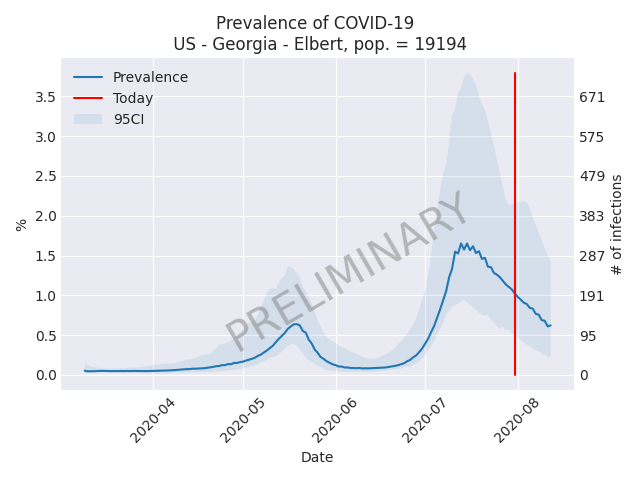 Prevalence of COVID-19
US - Georgia - Elbert, pop. = 19194
Prevalence
Today
95CI
PRELIMINARY
%
3.5
3.0
2.5
2.0
1.5
1.0
0.5
0.0
671
575
479
383
287
191
95
0
# of infections
2020-04
2020-05
2020-06
2020-07
2020-08
Date